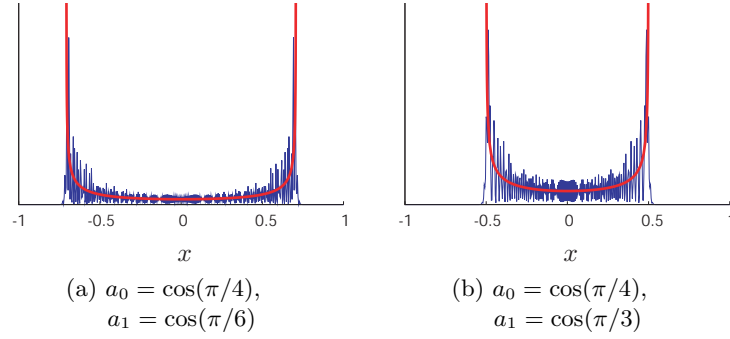 -1 -0.5 0 0.5 1
x
(a) a₀ = cos(π/4),
a₁ = cos(π/6)
-1 -0.5 0 0.5 1
x
(b) a₀ = cos(π/4),
a₁ = cos(π/3)